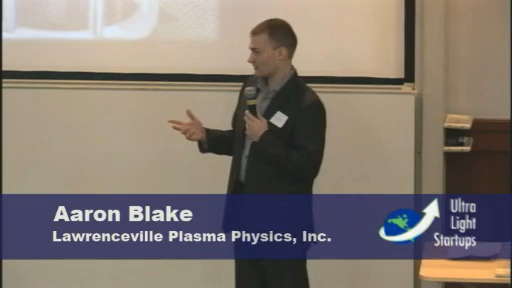 Aaron Blake
Lawrenceville Plasma Physics, Inc.
Ultra
Light
Startups